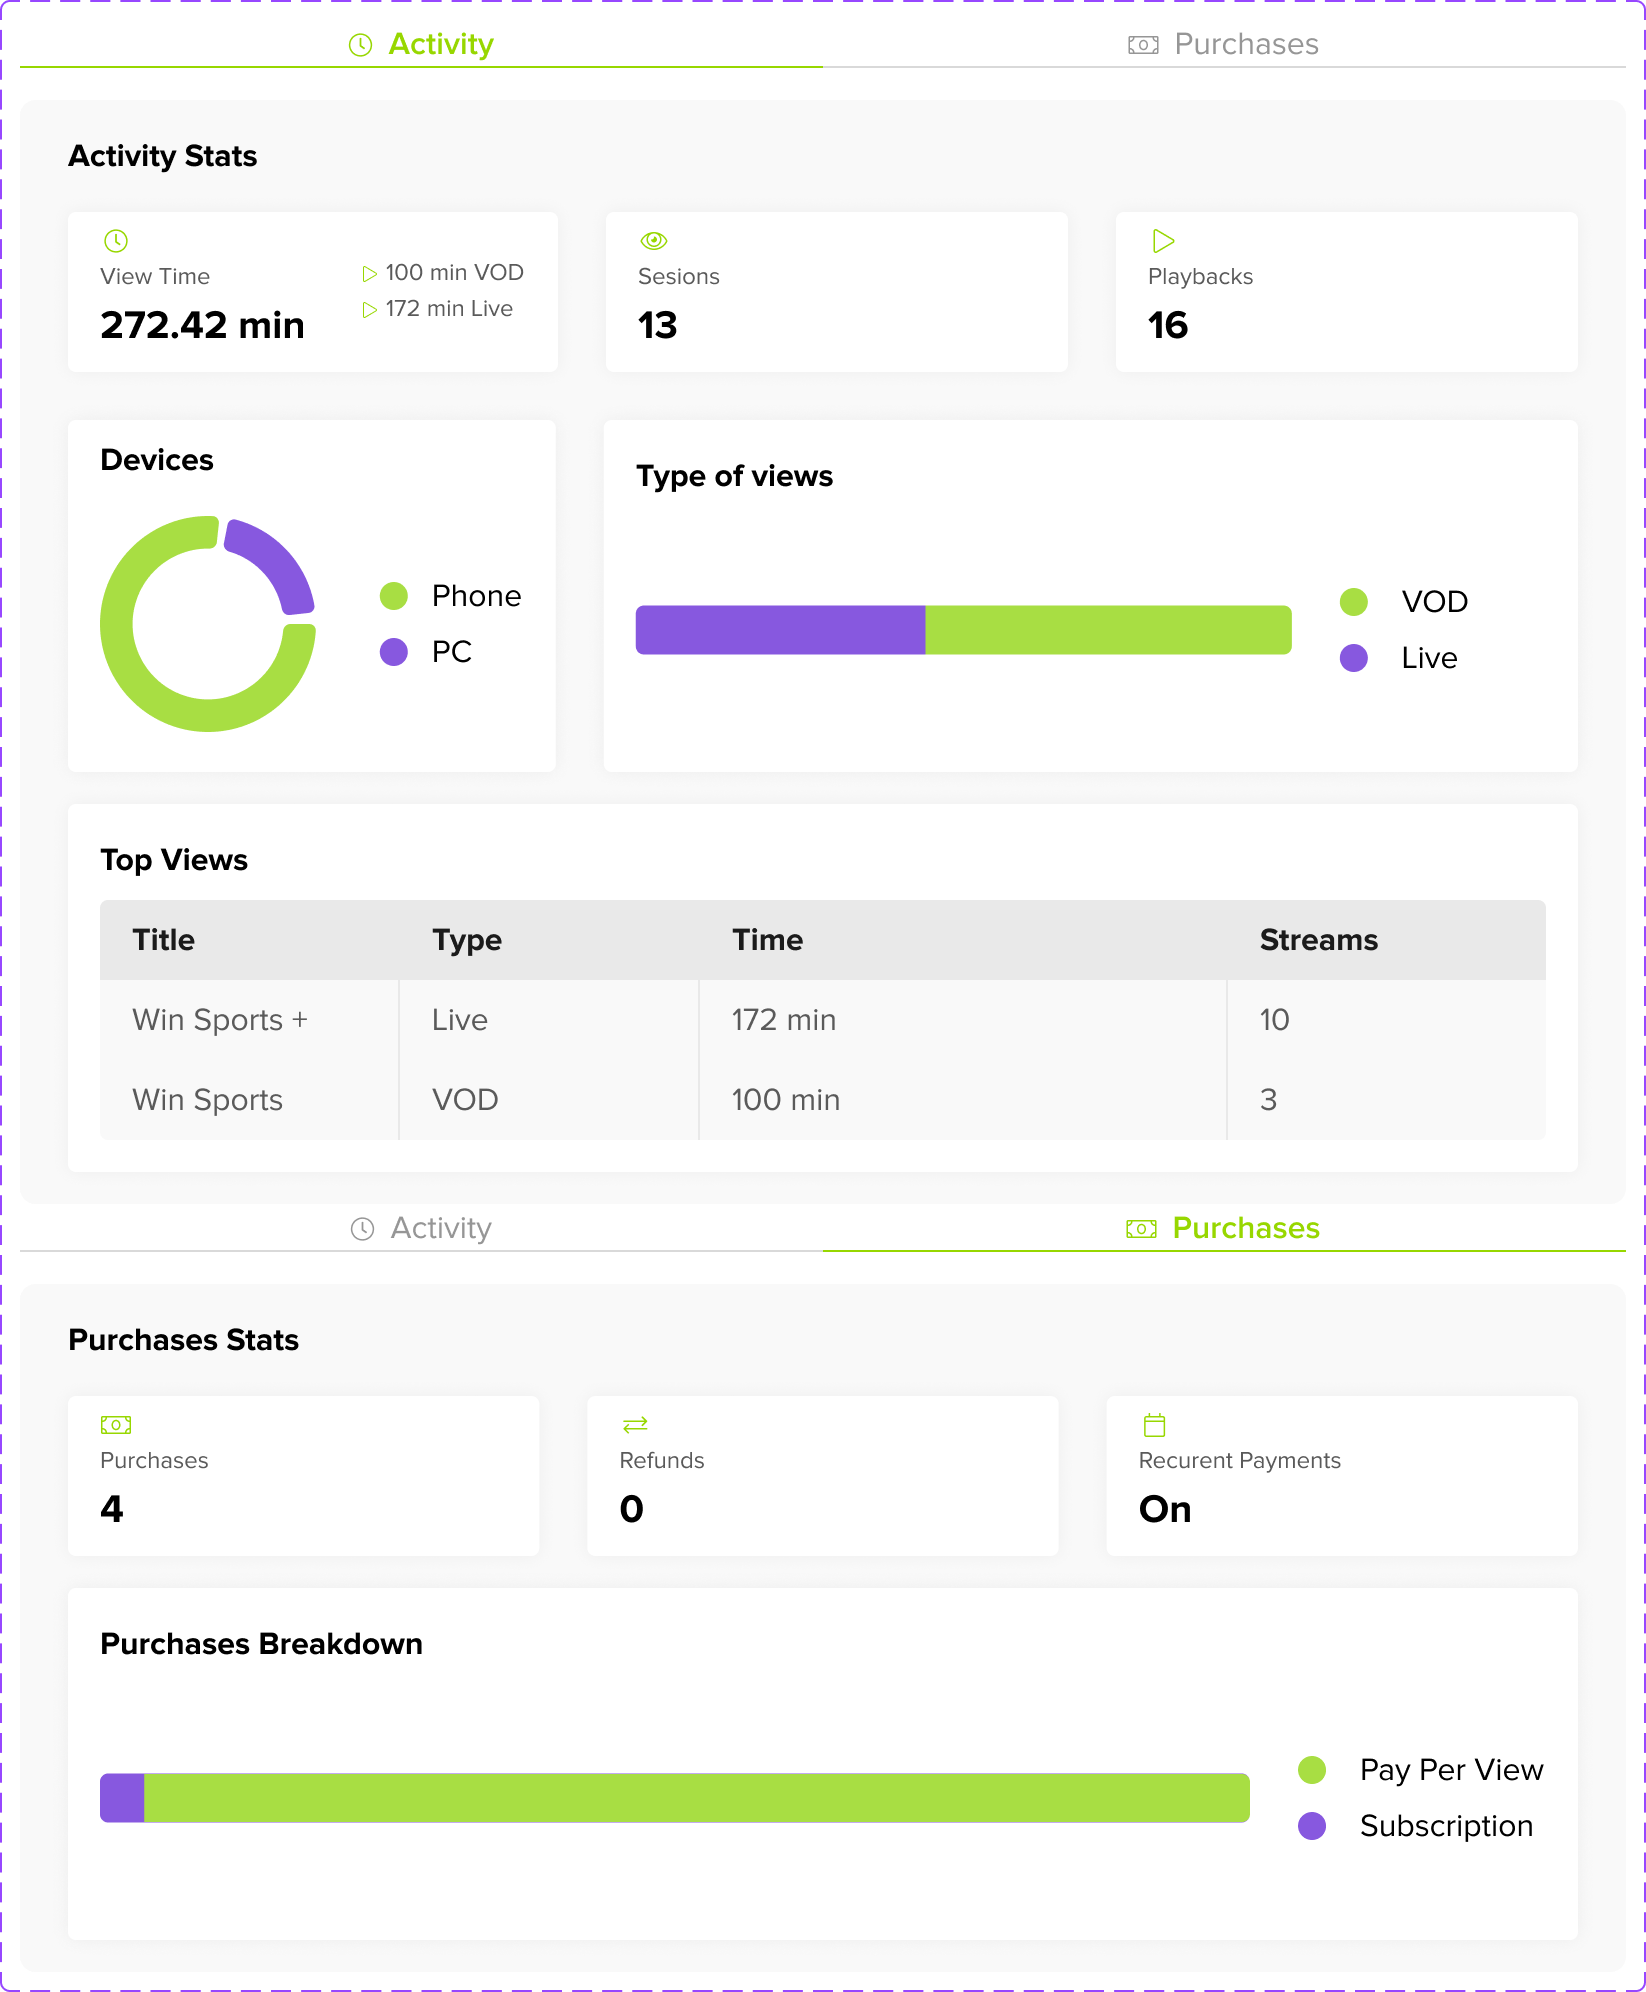 Activity
Purchases
Activity Stats
View Time
272.42 min
100 min VOD
172 min Live
Sesions
13
Playbacks
16
Devices
Phone
PC
Type of views
VOD
Live
Top Views
Title Type Time Streams
Win Sports + Live 172 min 10
Win Sports VOD 100 min 3
Activity
Purchases
Purchases Stats
Purchases
4
Refunds
0
Recurent Payments
On
Purchases Breakdown
Pay Per View
Subscription